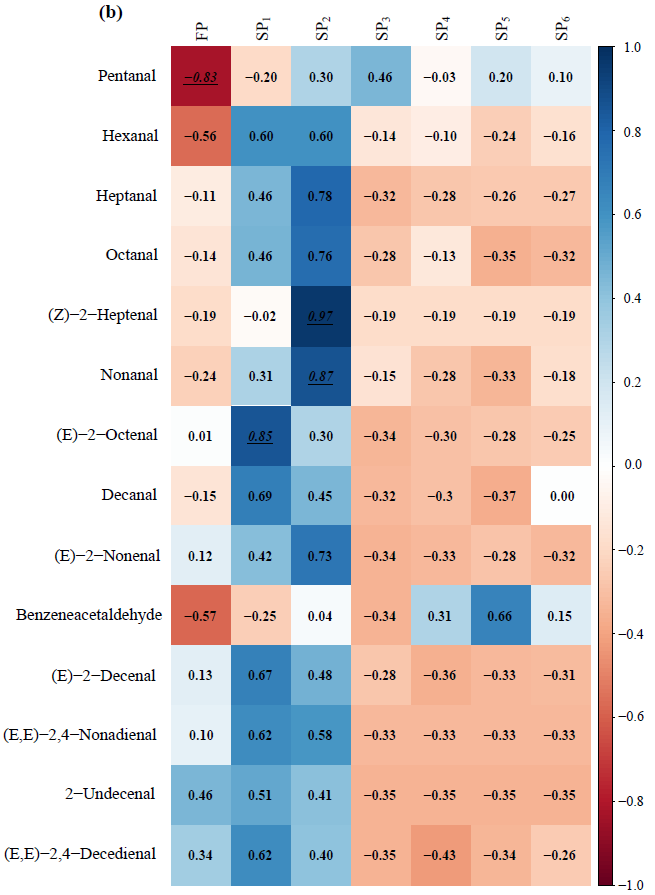 (b)
FP SP1 SP2 SP3 SP4 SP5 SP6
Pentanal −0.83 −0.20 0.30 0.46 −0.03 0.20 0.10
Hexanal −0.56 0.60 0.60 −0.14 −0.10 −0.24 −0.16
Heptanal −0.11 0.46 0.78 −0.32 −0.28 −0.26 −0.27
Octanal −0.14 0.46 0.76 −0.28 −0.13 −0.35 −0.32
(Z)−2−Heptenal −0.19 −0.02 0.97 −0.19 −0.19 −0.19 −0.19
Nonanal −0.24 0.31 0.87 −0.15 −0.28 −0.33 −0.18
(E)−2−Octenal 0.01 0.85 0.30 −0.34 −0.30 −0.28 −0.25
Decanal −0.15 0.69 0.45 −0.32 −0.3 −0.37 0.00
(E)−2−Nonenal 0.12 0.42 0.73 −0.34 −0.33 −0.28 −0.32
Benzeneacetaldehyde −0.57 −0.25 0.04 −0.34 0.31 0.66 0.15
(E)−2−Decenal 0.13 0.67 0.48 −0.28 −0.36 −0.33 −0.31
(E,E)−2,4−Nonadienal 0.10 0.62 0.58 −0.33 −0.33 −0.33 −0.33
2−Undecenal 0.46 0.51 0.41 −0.35 −0.35 −0.35 −0.35
(E,E)−2,4−Decedienal 0.34 0.62 0.40 −0.35 −0.43 −0.34 −0.26
1.0
0.8
0.6
0.4
0.2
0.0
−0.2
−0.4
−0.6
−0.8
−1.0